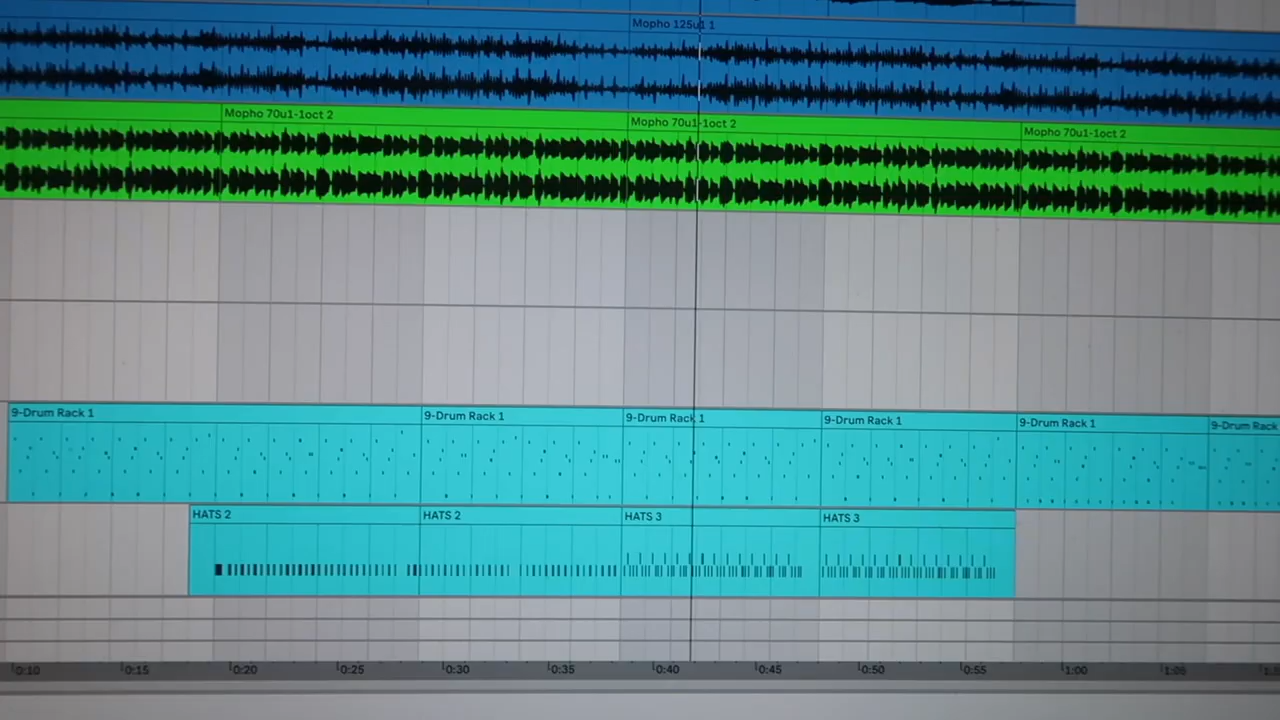 Mopho 125u1 1
Mopho 70u1-1oct 2
Mopho 70u1-1oct 2
Mopho 70u1-1oct 2
9-Drum Rack 1
9-Drum Rack 1
9-Drum Rack 1
9-Drum Rack 1
9-Drum Rack 1
9-Drum Rack
HATS 2
HATS 2
HATS 3
HATS 3
0:10 0:15 0:20 0:25 0:30 0:35 0:40 0:45 0:50 0:55 1:00 1:05